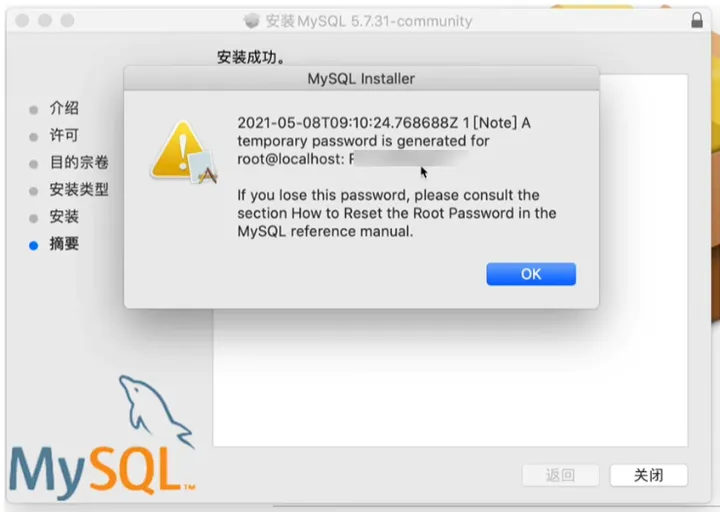 安装MySQL 5.7.31-community
安装成功。
MySQL Installer
2021-05-08T09:10:24.768688Z 1 [Note] A
temporary password is generated for
root@localhost:
If you lose this password, please consult the
section How to Reset the Root Password in the
MySQL reference manual.
OK
介绍
许可
目的宗卷
安装类型
安装
摘要
MySQL™
返回
关闭